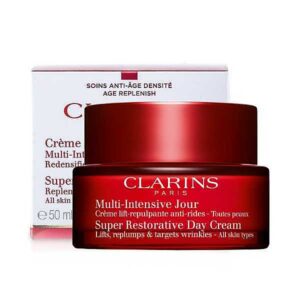 SOINS ANTI-ÂGE DENSITÉ
AGE REPLENISH
Crème
Multi-Int
Redensifi
Super
Replen
All skin
50 ml
CLARINS
PARIS
Multi-Intensive Jour
Crème lift-repulpante anti-rides - Toutes peaux
Super Restorative Day Cream
Lifts, replumps & targets wrinkles - All skin types